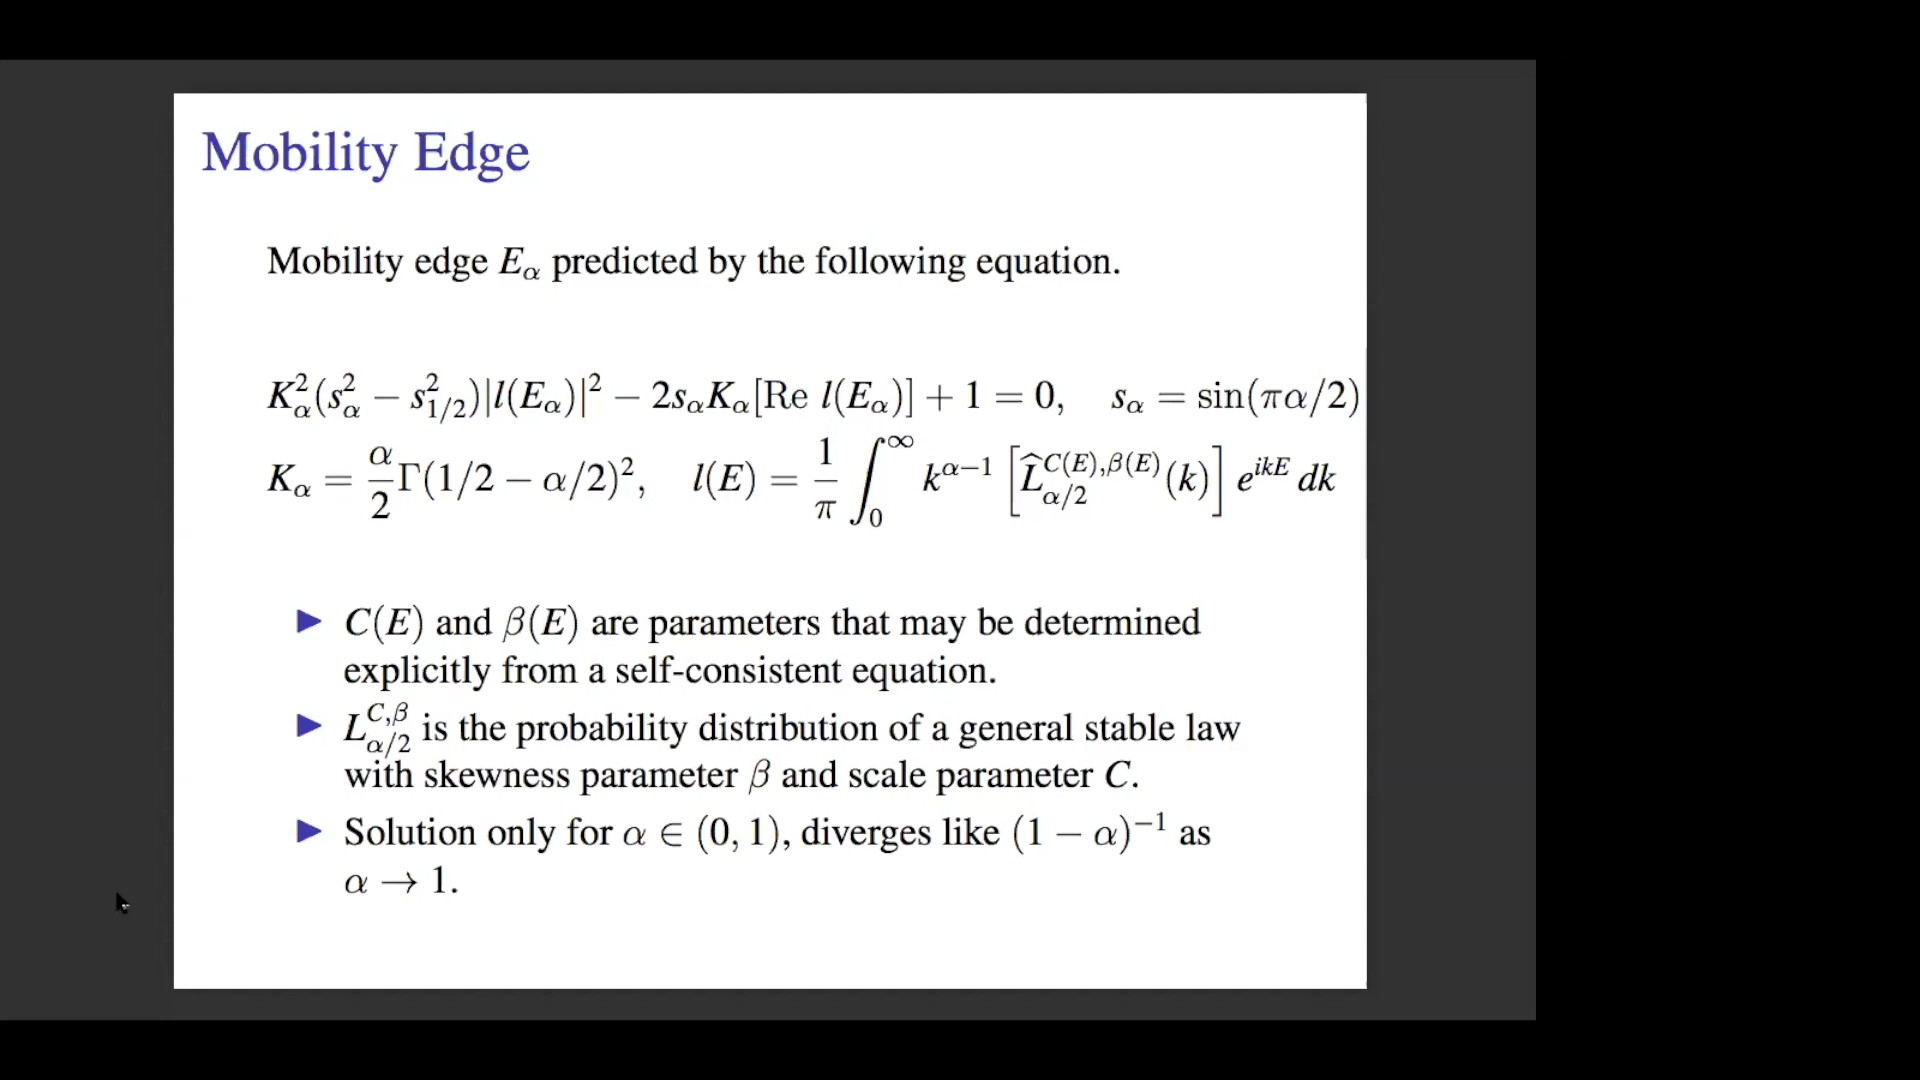 Mobility Edge
Mobility edge E_α predicted by the following equation.
K_α^2(s_α^2 − s_{1/2}^2)|l(E_α)|^2 − 2s_αK_α[Re l(E_α)] + 1 = 0, s_α = sin(πα/2)
K_α = \frac{α}{2}Γ(1/2 − α/2)^2, l(E) = \frac{1}{π} ∫_0^∞ k^{α−1} [\widehat{L}_{α/2}^{C(E),β(E)}(k)] e^{ikE} dk
▶ C(E) and β(E) are parameters that may be determined
explicitly from a self-consistent equation.
▶ L_{α/2}^{C,β} is the probability distribution of a general stable law
with skewness parameter β and scale parameter C.
▶ Solution only for α ∈ (0, 1), diverges like (1 − α)^{−1} as
α → 1.